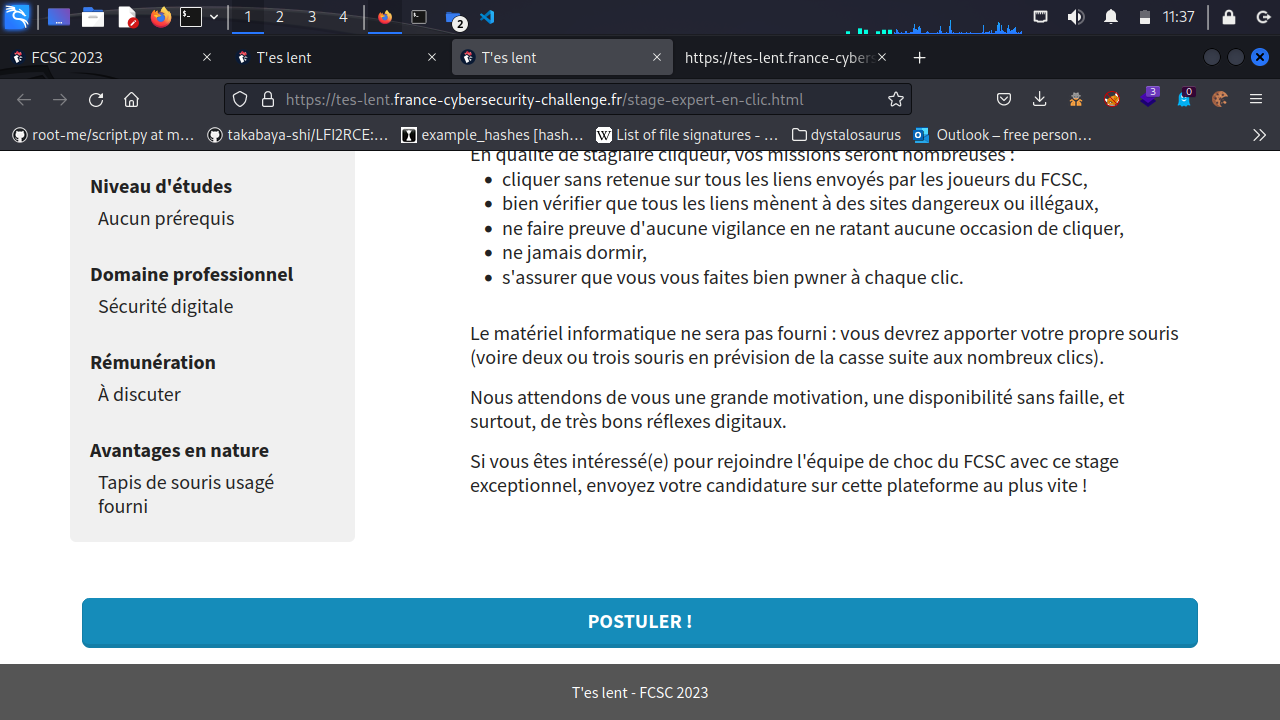 1 2 3 4 2 11:37
FCSC 2023 T'es lent T'es lent https://tes-lent.france-cybers
https://tes-lent.france-cybersecurity-challenge.fr/stage-expert-en-clic.html 3 0
root-me/script.py at m… takabaya-shi/LFI2RCE:… example_hashes [hash… List of file signatures - … dystalosaurus Outlook – free person…
Niveau d'études
Aucun prérequis
Domaine professionnel
Sécurité digitale
Rémunération
À discuter
Avantages en nature
Tapis de souris usagé
fourni
En qualité de stagiaire cliqueur, vos missions seront nombreuses :
• cliquer sans retenue sur tous les liens envoyés par les joueurs du FCSC,
• bien vérifier que tous les liens mènent à des sites dangereux ou illégaux,
• ne faire preuve d'aucune vigilance en ne ratant aucune occasion de cliquer,
• ne jamais dormir,
• s'assurer que vous vous faites bien pwner à chaque clic.
Le matériel informatique ne sera pas fourni : vous devrez apporter votre propre souris
(voire deux ou trois souris en prévision de la casse suite aux nombreux clics).
Nous attendons de vous une grande motivation, une disponibilité sans faille, et
surtout, de très bons réflexes digitaux.
Si vous êtes intéressé(e) pour rejoindre l'équipe de choc du FCSC avec ce stage
exceptionnel, envoyez votre candidature sur cette plateforme au plus vite !
POSTULER !
T'es lent - FCSC 2023